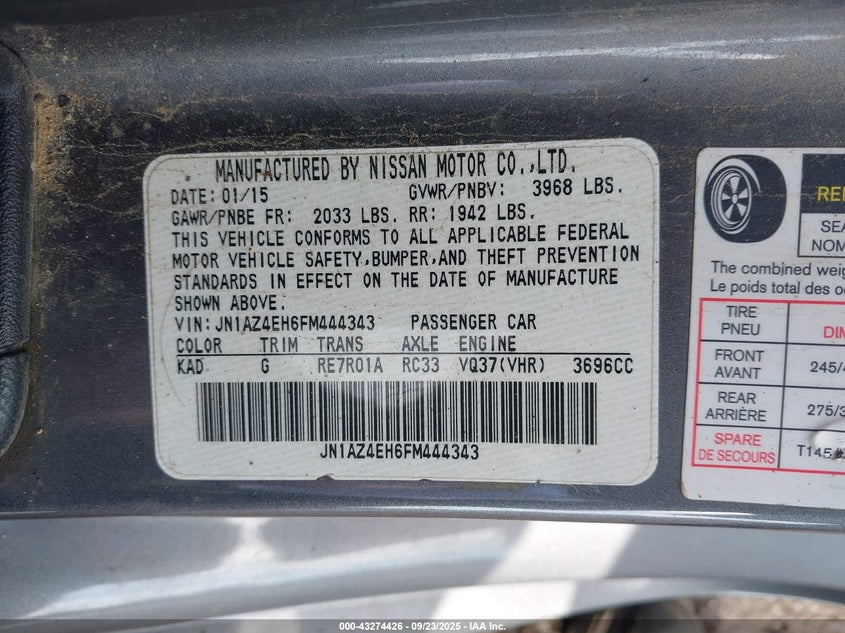 MANUFACTURED BY NISSAN MOTOR CO.,LTD.
DATE: 01/15 GVWR/PNBV: 3968 LBS.
GAWR/PNBE FR: 2033 LBS. RR: 1942 LBS.
THIS VEHICLE CONFORMS TO ALL APPLICABLE FEDERAL
MOTOR VEHICLE SAFETY,BUMPER,AND THEFT PREVENTION
STANDARDS IN EFFECT ON THE DATE OF MANUFACTURE
SHOWN ABOVE.
VIN:JN1AZ4EH6FM444343 PASSENGER CAR
COLOR TRIM TRANS AXLE ENGINE
KAD G RE7R01A RC33 VQ37(VHR) 3696CC
JN1AZ4EH6FM444343
The combined
Le poids total des
TIRE
PNEU
FRONT
AVANT
245/
REAR
ARRIÈRE
275/3
SPARE
DE SECOURS
T145
000-43274426 - 09/23/2025 - IAA Inc.